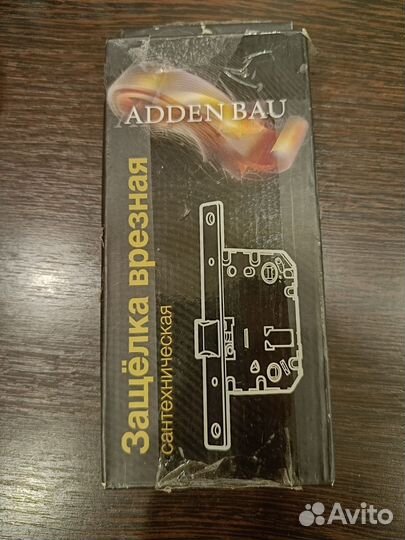 ADDEN BAU
Защёлка врезная
сантехническая
Avito